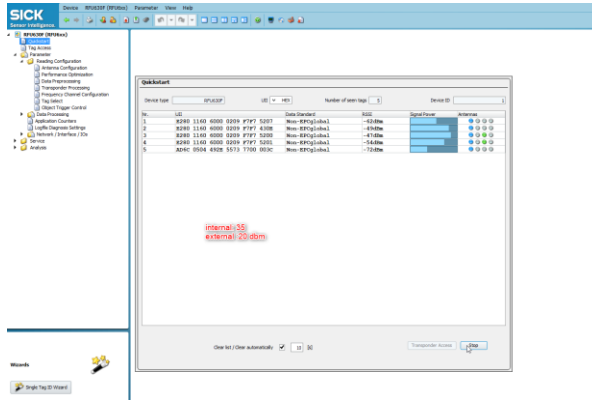 SICK
Sensor Intelligence.
Device RFU630F (RFU6xx) Parameter View Help
RFU630F (RFU6xx)
Quickstart
Tag Access
Parameter
Reading Configuration
Antenna Configuration
Performance Optimization
Data Preprocessing
Transponder Processing
Frequency Channel Configuration
Tag Select
Object Trigger Control
Data Processing
Application Counters
Logfile Diagnosis Settings
Network / Interface / IOs
Service
Analysis
Quickstart
Device type RFU630F UII HEX Number of seen tags 5 Device ID 1
Nr. UII Data Standard RSSI Signal Power Antennas
1 E280 1160 6000 0209 F7F7 5207 Non-EPCglobal -62dBm
2 E280 1160 6000 0209 F7F7 430E Non-EPCglobal -49dBm
3 E280 1160 6000 0209 F7F7 5200 Non-EPCglobal -47dBm
4 E280 1160 6000 0209 F7F7 5201 Non-EPCglobal -54dBm
5 AD6C 0504 492E 5573 7700 003C Non-EPCglobal -72dBm
internal -35
external 20 dbm
Clear list / Clear automatically 10 [s]
Transponder Access Stop
Wizards
Single Tag ID Wizard